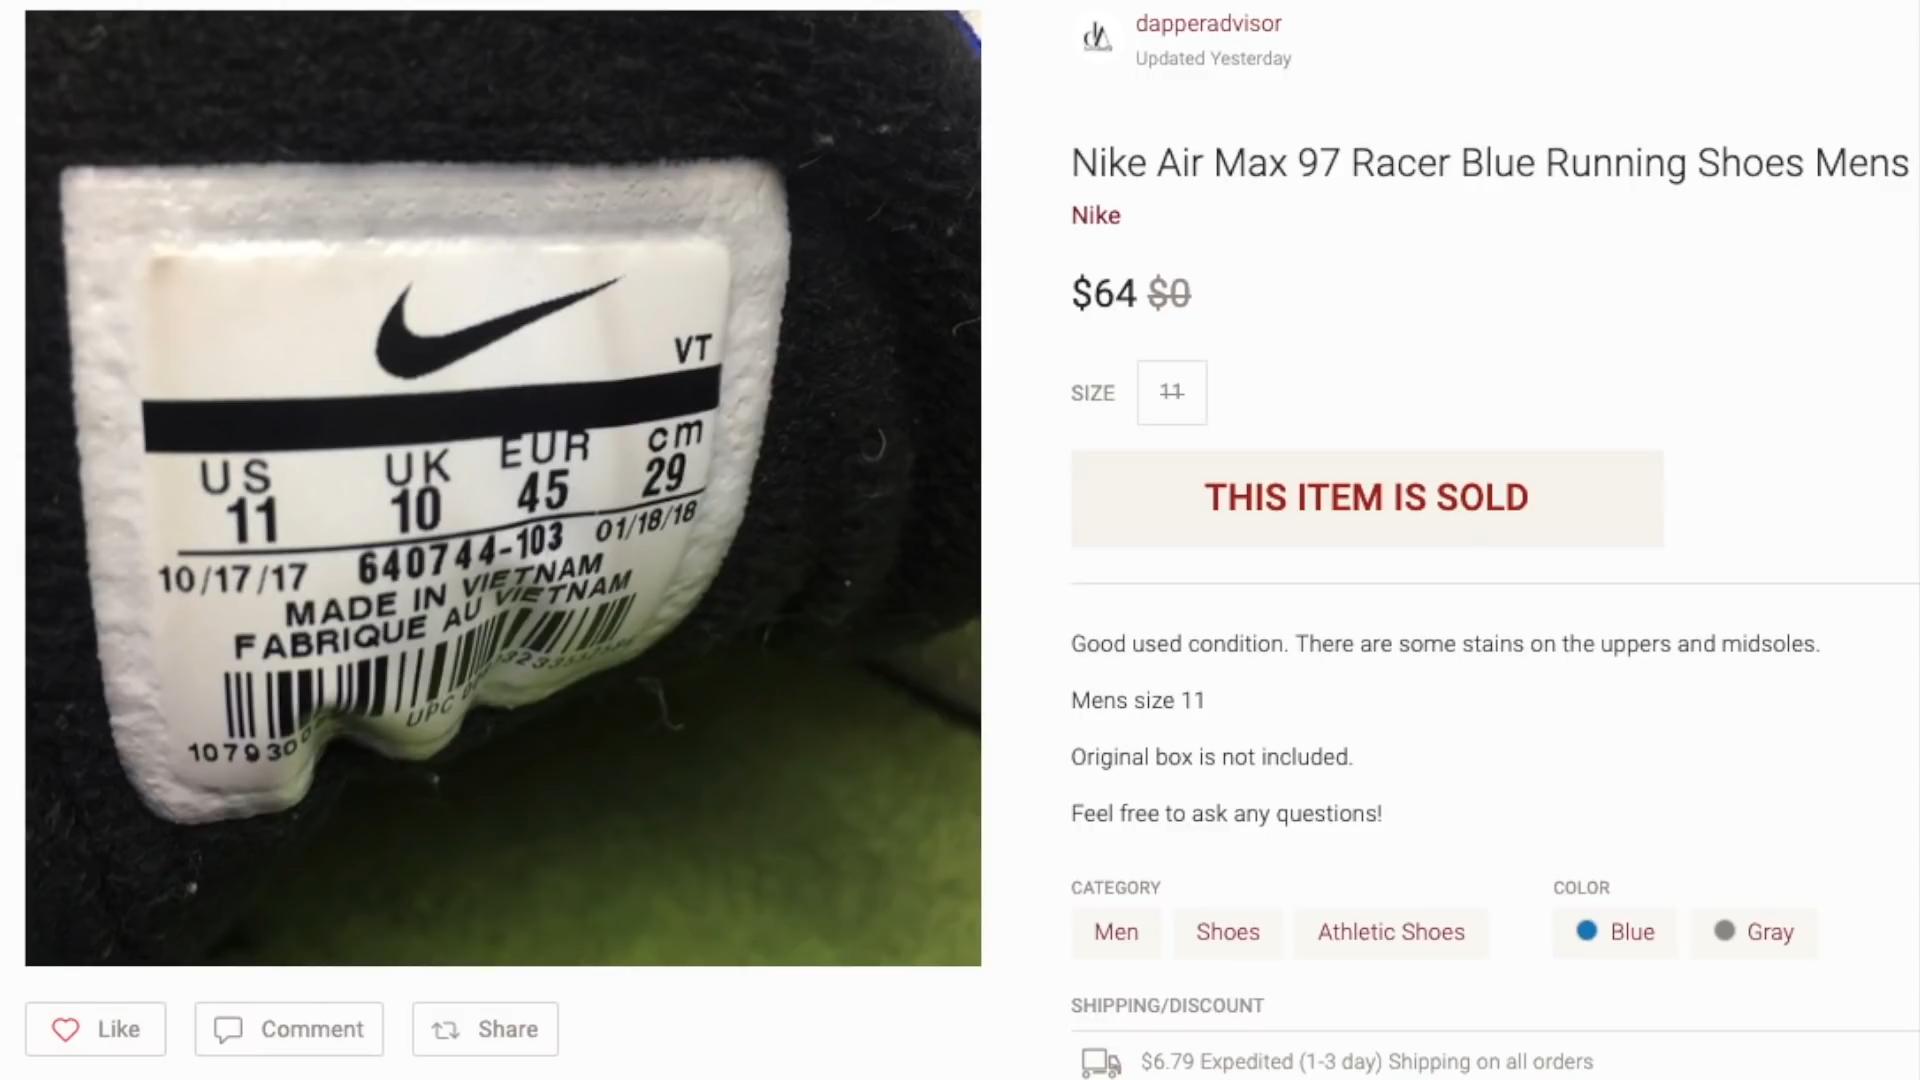 VT
US UK EUR cm
11 10 45 29
10/17/17 640744-103 01/18/18
MADE IN VIETNAM
FABRIQUE AU VIETNAM
UPC
107930
Like
Comment
Share
dapperadvisor
Updated Yesterday
Nike Air Max 97 Racer Blue Running Shoes Mens
Nike
$64 $0
SIZE 11
THIS ITEM IS SOLD
Good used condition. There are some stains on the uppers and midsoles.
Mens size 11
Original box is not included.
Feel free to ask any questions!
CATEGORY
Men Shoes Athletic Shoes
COLOR
Blue Gray
SHIPPING/DISCOUNT
$6.79 Expedited (1-3 day) Shipping on all orders